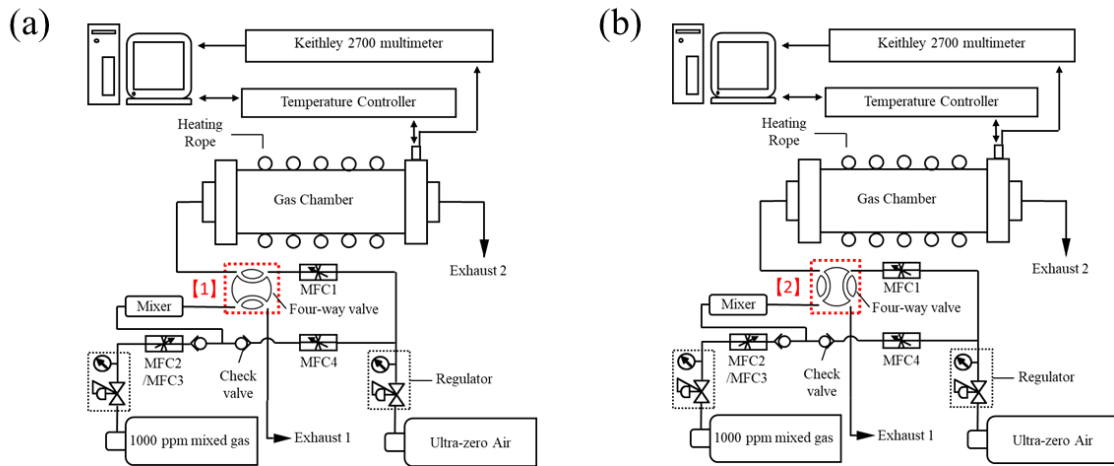 (a)
Keithley 2700 multimeter
Temperature Controller
Heating
Rope
Gas Chamber
Exhaust 2
【1】
MFC1
Four-way valve
Mixer
MFC2
/MFC3
Check
valve
MFC4
Regulator
1000 ppm mixed gas
Exhaust 1
Ultra-zero Air
(b)
Keithley 2700 multimeter
Temperature Controller
Heating
Rope
Gas Chamber
Exhaust 2
【2】
MFC1
Four-way valve
Mixer
MFC2
/MFC3
Check
valve
MFC4
Regulator
1000 ppm mixed gas
Exhaust 1
Ultra-zero Air